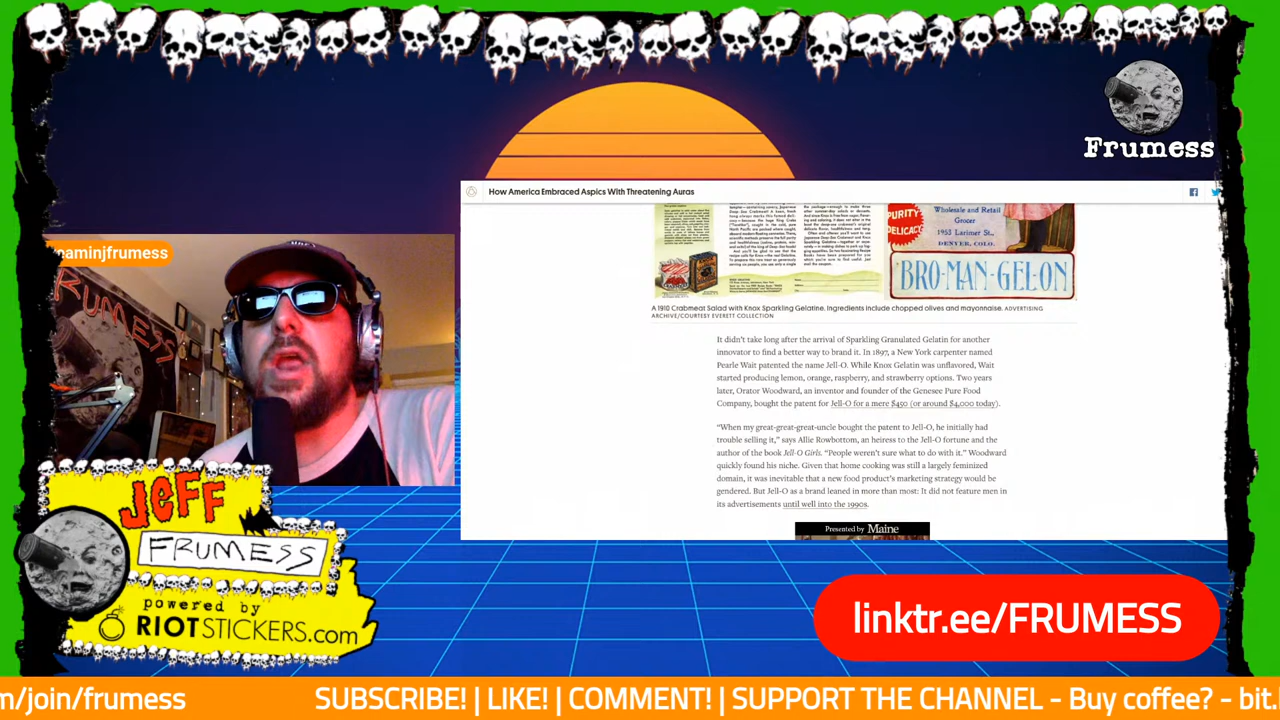 Frumess
How America Embraced Aspics With Threatening Auras
aminjfrumess
FRUMESS
PURITY
DELICACY
Wholesale and Retail
Grocer
1953 Larimer St.,
DENVER, COLO.
BRO-MAN-GEL-ON
A 1910 Crabmeat Salad with Knox Sparkling Gelatine. Ingredients include chopped olives and mayonnaise. ADVERTISING
ARCHIVE/COURTESY EVERETT COLLECTION
It didn't take long after the arrival of Sparkling Granulated Gelatin for another
innovator to find a better way to brand it. In 1897, a New York carpenter named
Pearle Wait patented the name Jell-O. While Knox Gelatin was unflavored, Wait
started producing lemon, orange, raspberry, and strawberry options. Two years
later, Orator Woodward, an inventor and founder of the Genesee Pure Food
Company, bought the patent for Jell-O for a mere $450 (or around $4,000 today).
“When my great-great-great-uncle bought the patent to Jell-O, he initially had
trouble selling it,” says Allie Rowbottom, an heiress to the Jell-O fortune and the
author of the book Jell-O Girls. “People weren't sure what to do with it.” Woodward
quickly found his niche. Given that home cooking was still a largely feminized
domain, it was inevitable that a new food product's marketing strategy would be
gendered. But Jell-O as a brand leaned in more than most: It did not feature men in
its advertisements until well into the 1990s.
Presented by Maine
JEFF
FRUMESS
powered by
RIOTSTICKERS.com
linktr.ee/FRUMESS
m/join/frumess SUBSCRIBE! | LIKE! | COMMENT! | SUPPORT THE CHANNEL - Buy coffee? - bit.